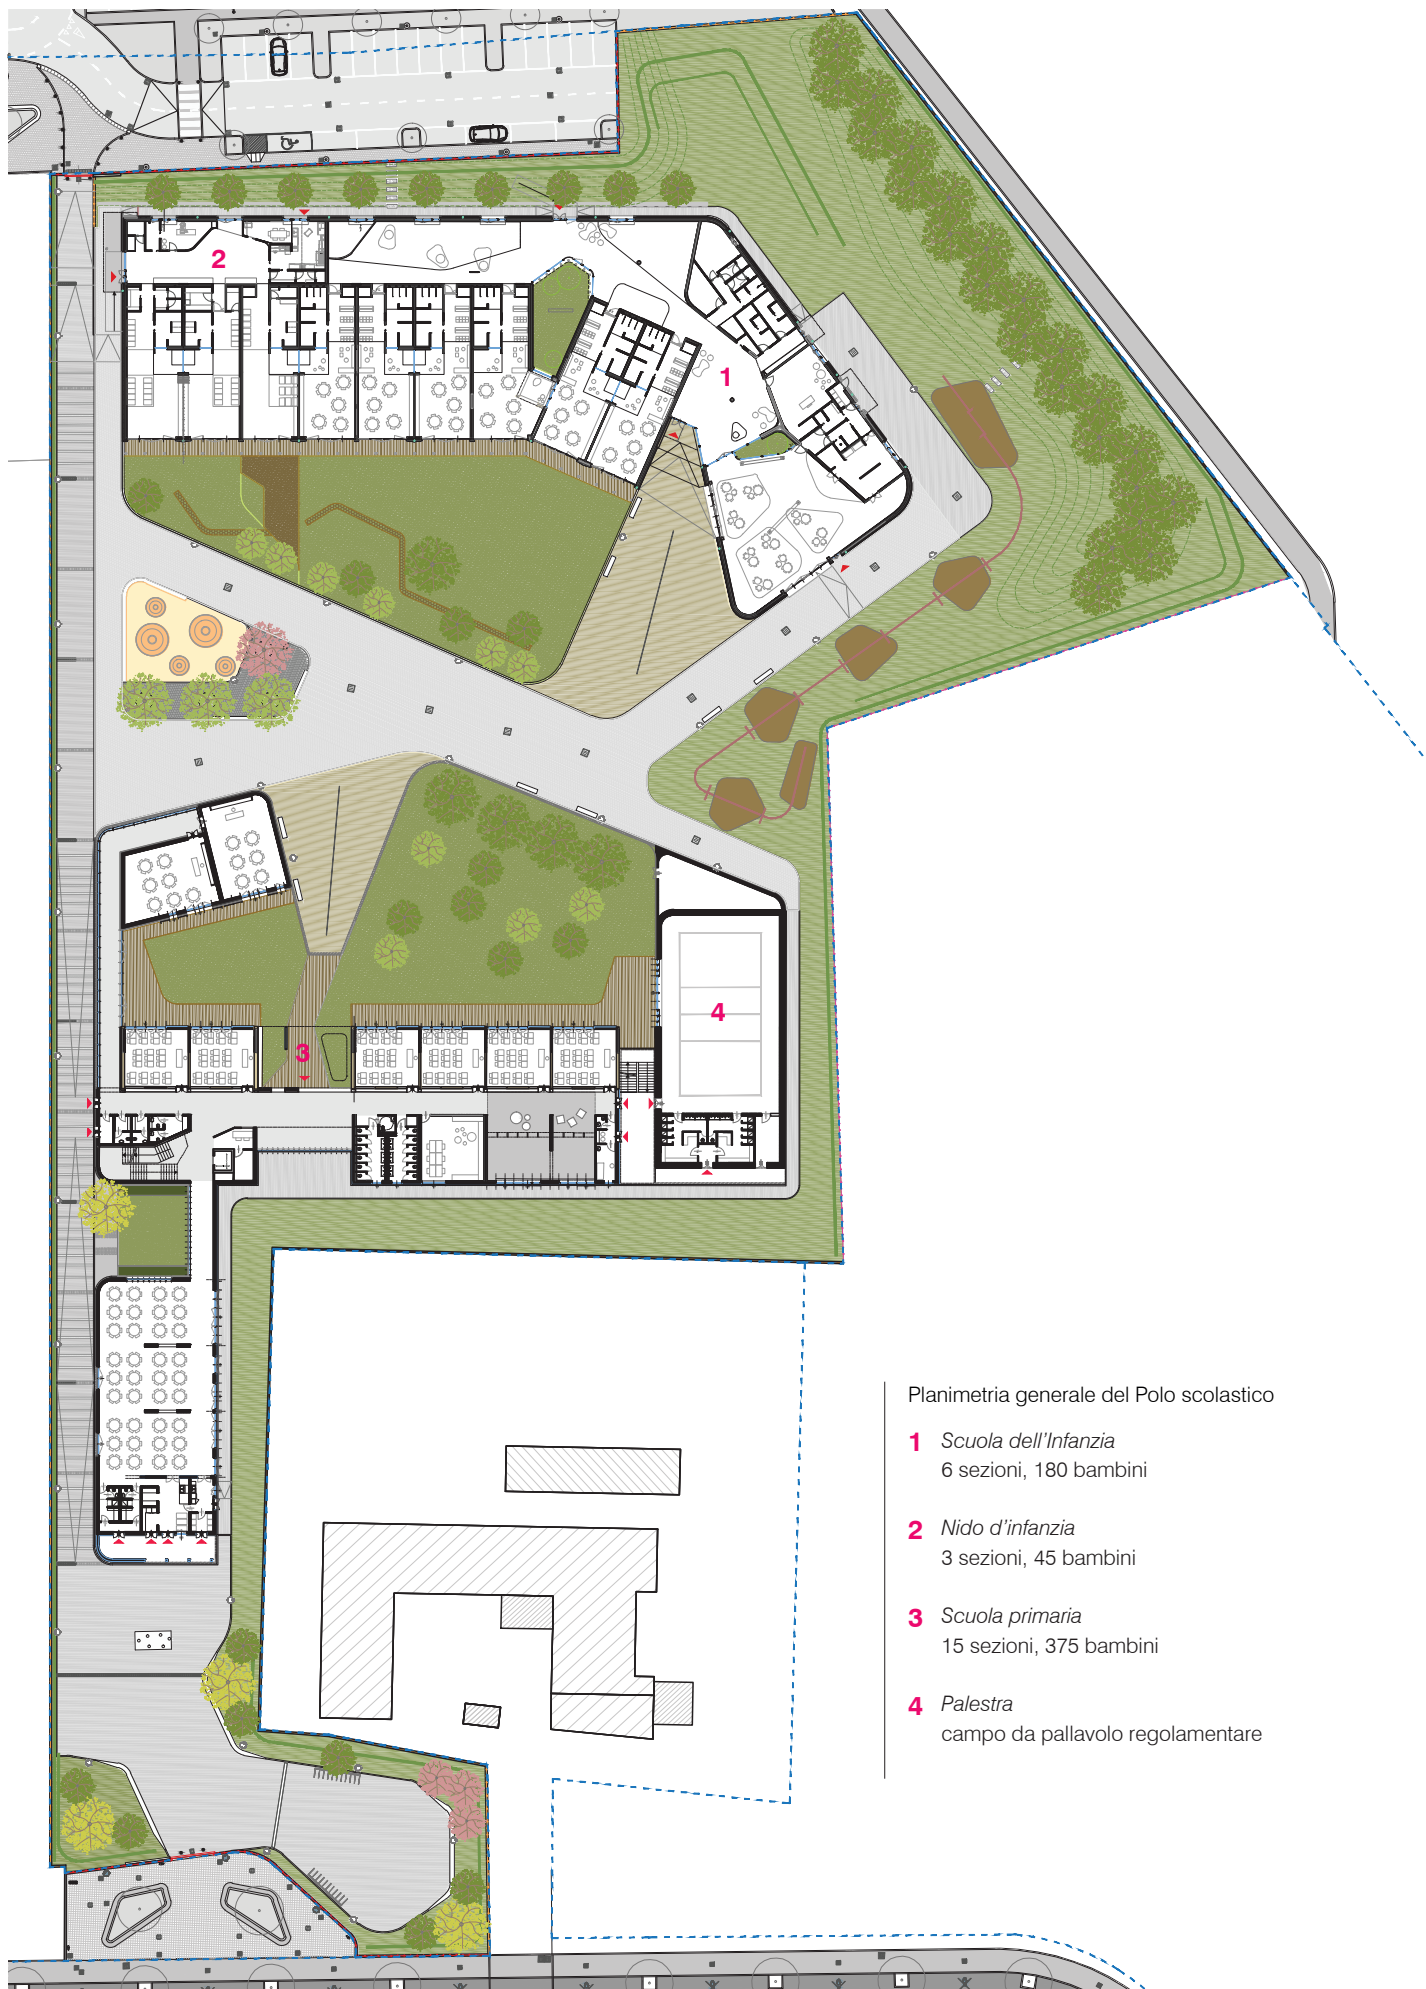 2
1
3
4
Planimetria generale del Polo scolastico
1 Scuola dell'Infanzia
6 sezioni, 180 bambini
2 Nido d'infanzia
3 sezioni, 45 bambini
3 Scuola primaria
15 sezioni, 375 bambini
4 Palestra
campo da pallavolo regolamentare